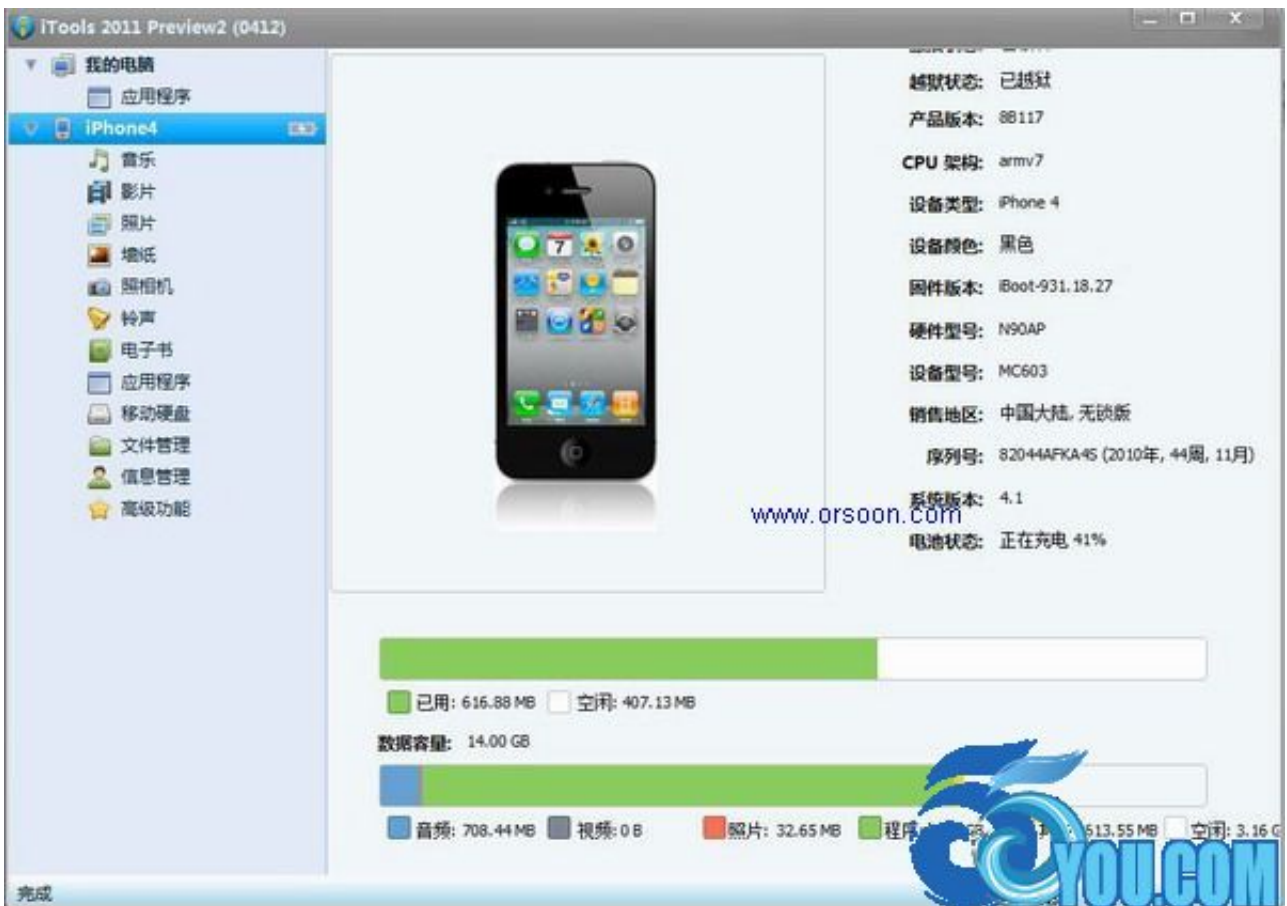 iTools 2011 Preview2 (0412)
我的电脑
应用程序
iPhone4
音乐
影片
照片
墙纸
照相机
铃声
电子书
应用程序
移动硬盘
文件管理
信息管理
高级功能
7
越狱状态: 已越狱
产品版本: 8B117
CPU 架构: armv7
设备类型: iPhone 4
设备颜色: 黑色
固件版本: iBoot-931.18.27
硬件型号: N90AP
设备型号: MC603
销售地区: 中国大陆, 无锁版
序列号: 82044AFKA4S (2010年, 44周, 11月)
系统版本: 4.1
www.orsoon.com
电池状态: 正在充电 41%
已用: 616.88 MB 空闲: 407.13 MB
数据容量: 14.00 GB
音频: 708.44 MB 视频: 0 B 照片: 32.65 MB 程序 613.55 MB 空闲: 3.16 G
YOU.COM
完成